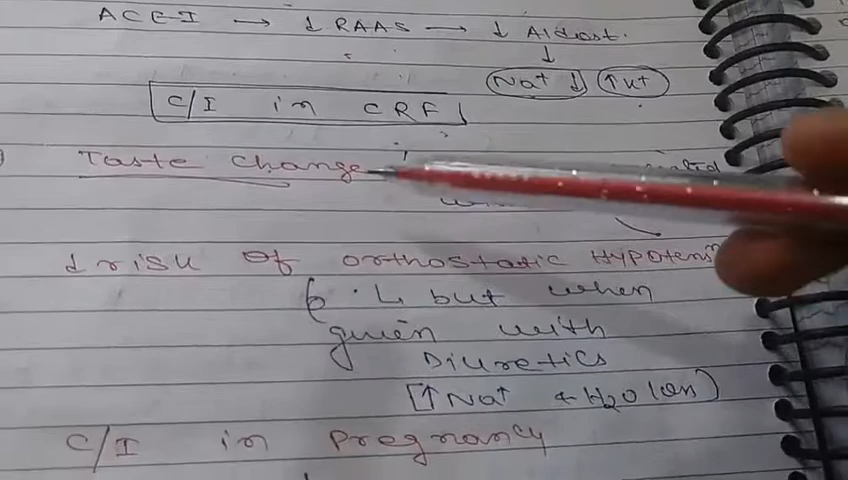 ACE-I → ↓ RAAS → ↓ Aldost.
↓
Na+ ↓ ↑K+
C/I in CRF
Taste Change
↓ risk of orthostatic Hypotensn
but when
given with
Diuretics
[↑ Na+ + H2O loss)
C/I in Pregnancy